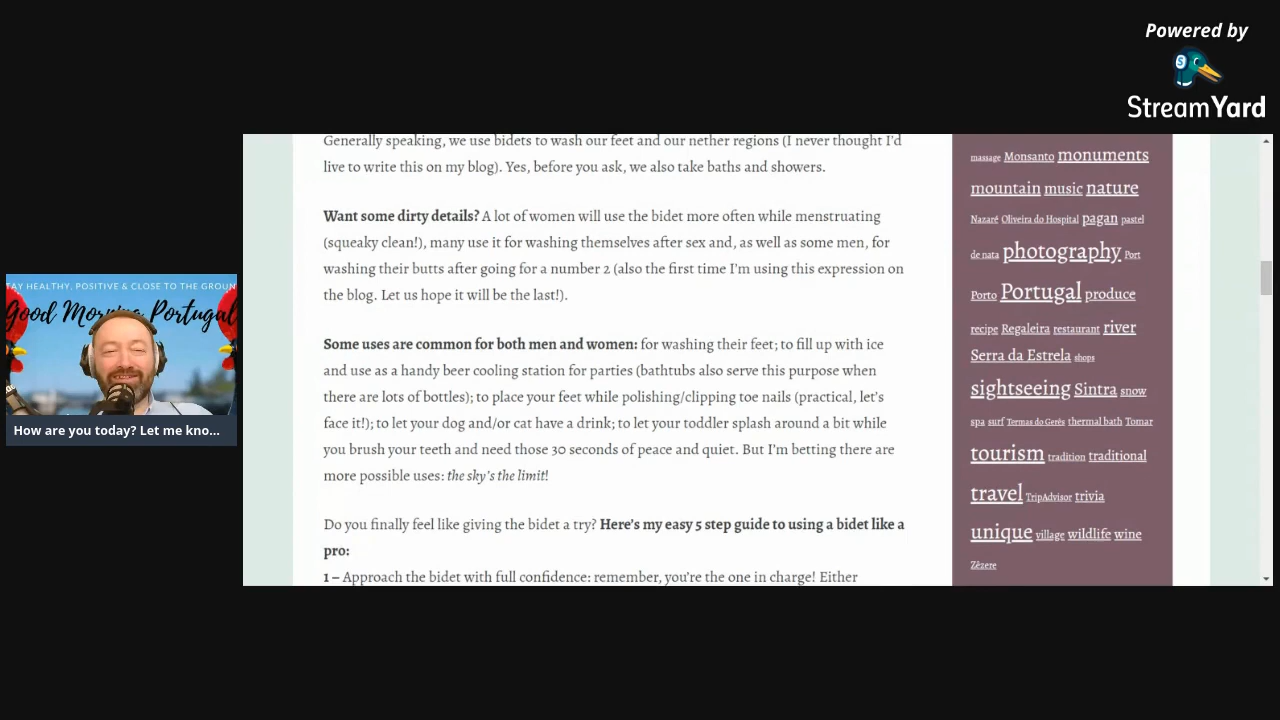 Powered by
StreamYard
Generally speaking, we use bidets to wash our feet and our nether regions (I never thought I'd
live to write this on my blog). Yes, before you ask, we also take baths and showers.
Want some dirty details? A lot of women will use the bidet more often while menstruating
(squeaky clean!), many use it for washing themselves after sex and, as well as some men, for
washing their butts after going for a number 2 (also the first time I'm using this expression on
the blog. Let us hope it will be the last!).
Some uses are common for both men and women: for washing their feet; to fill up with ice
and use as a handy beer cooling station for parties (bathtubs also serve this purpose when
there are lots of bottles); to place your feet while polishing/clipping toe nails (practical, let's
face it!); to let your dog and/or cat have a drink; to let your toddler splash around a bit while
you brush your teeth and need those 30 seconds of peace and quiet. But I'm betting there are
more possible uses: the sky's the limit!
Do you finally feel like giving the bidet a try? Here's my easy 5 step guide to using a bidet like a
pro:
1 – Approach the bidet with full confidence: remember, you're the one in charge! Either
massage Monsanto monuments
mountain music nature
Nazaré Oliveira do Hospital pagan pastel
de nata photography Port
Porto Portugal produce
recipe Regaleira restaurant river
Serra da Estrela shops
sightseeing Sintra snow
spa surf Termas do Gerês thermal bath Tomar
tourism tradition traditional
travel TripAdvisor trivia
unique village wildlife wine
Zêzere
TAY HEALTHY, POSITIVE & CLOSE TO THE GROUN
Good Morning Portugal
How are you today? Let me kno...